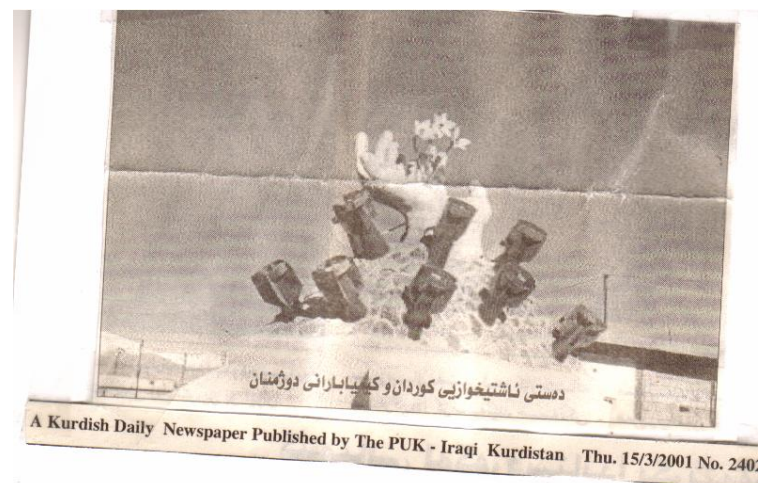 دەستی ئاشتیخوازیی کوردان و کیمیابارانی دوژمنان
A Kurdish Daily Newspaper Published by The PUK - Iraqi Kurdistan Thu. 15/3/2001 No. 2402